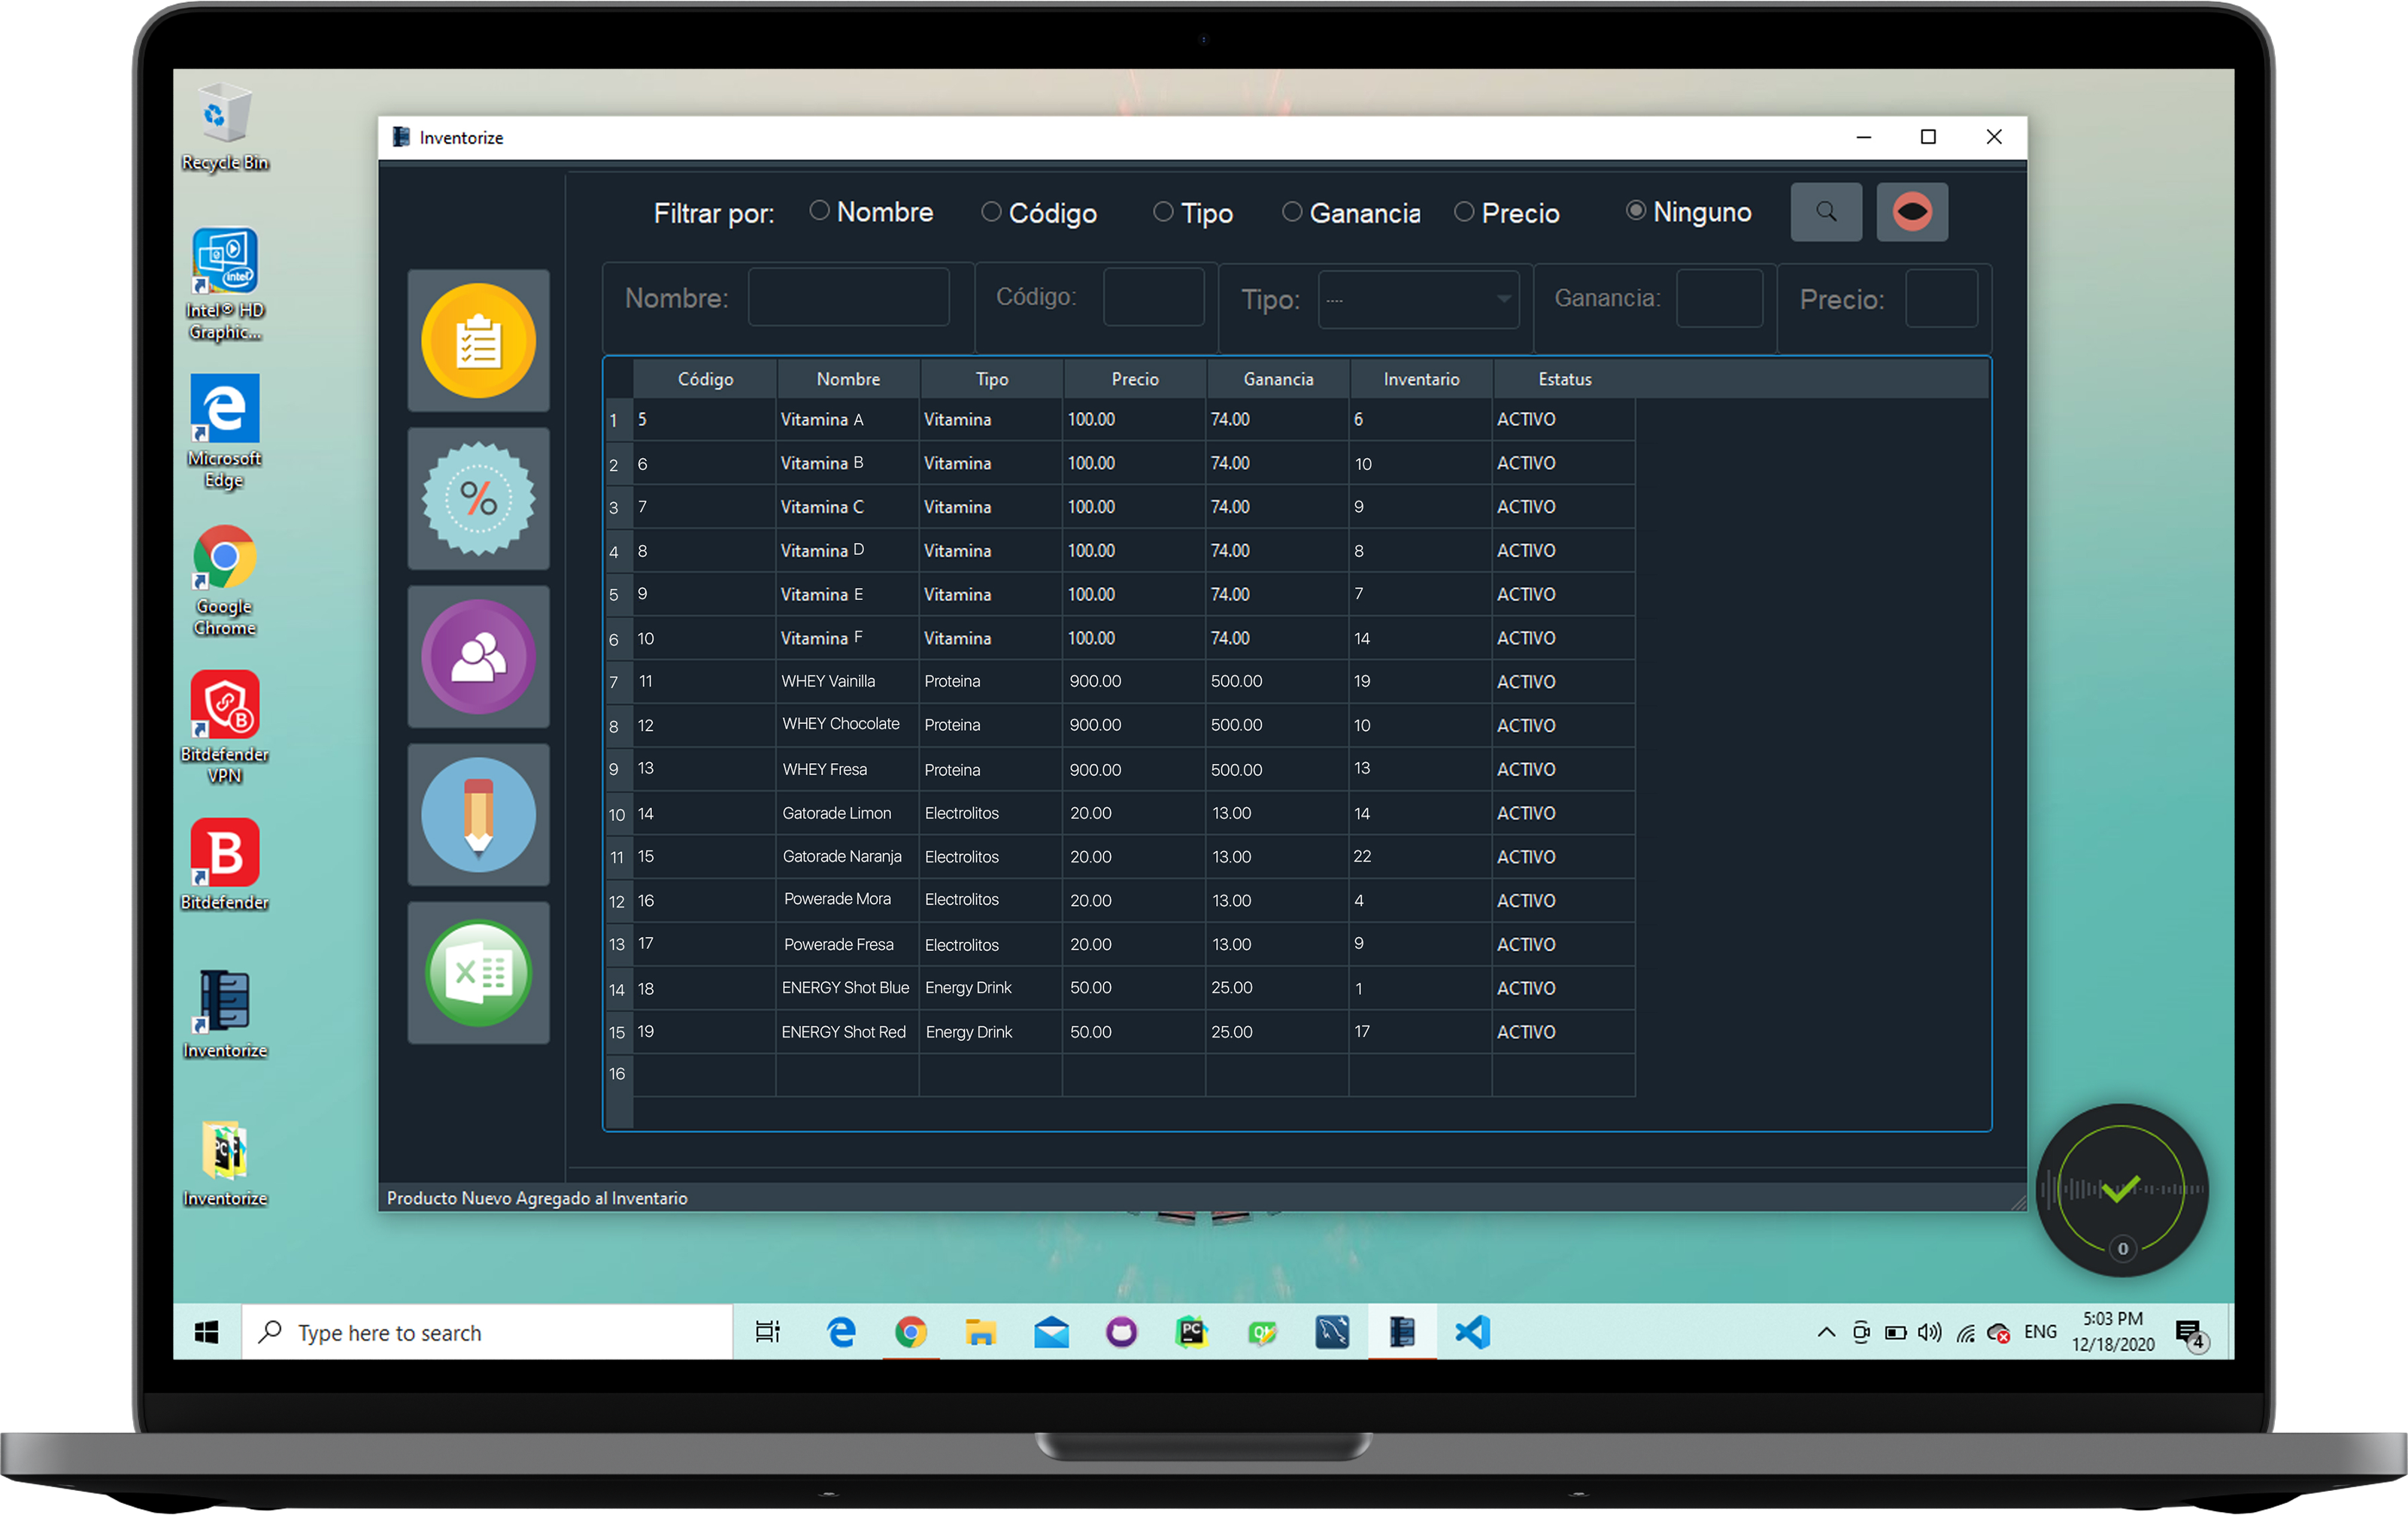 Recycle Bin
Intel® HD
Graphic...
Microsoft
Edge
Google
Chrome
Bitdefender
VPN
Bitdefender
Inventorize
Inventorize
Inventorize
Filtrar por: Nombre Código Tipo Ganancia Precio Ninguno
Nombre: Código: Tipo: ---- Ganancia: Precio:
Código Nombre Tipo Precio Ganancia Inventario Estatus
1 5 Vitamina A Vitamina 100.00 74.00 6 ACTIVO
2 6 Vitamina B Vitamina 100.00 74.00 10 ACTIVO
3 7 Vitamina C Vitamina 100.00 74.00 9 ACTIVO
4 8 Vitamina D Vitamina 100.00 74.00 8 ACTIVO
5 9 Vitamina E Vitamina 100.00 74.00 7 ACTIVO
6 10 Vitamina F Vitamina 100.00 74.00 14 ACTIVO
7 11 WHEY Vainilla Proteina 900.00 500.00 19 ACTIVO
8 12 WHEY Chocolate Proteina 900.00 500.00 10 ACTIVO
9 13 WHEY Fresa Proteina 900.00 500.00 13 ACTIVO
10 14 Gatorade Limon Electrolitos 20.00 13.00 14 ACTIVO
11 15 Gatorade Naranja Electrolitos 20.00 13.00 22 ACTIVO
12 16 Powerade Mora Electrolitos 20.00 13.00 4 ACTIVO
13 17 Powerade Fresa Electrolitos 20.00 13.00 9 ACTIVO
14 18 ENERGY Shot Blue Energy Drink 50.00 25.00 1 ACTIVO
15 19 ENERGY Shot Red Energy Drink 50.00 25.00 17 ACTIVO
16
Producto Nuevo Agregado al Inventario
0
Type here to search
ENG
5:03 PM
12/18/2020
4